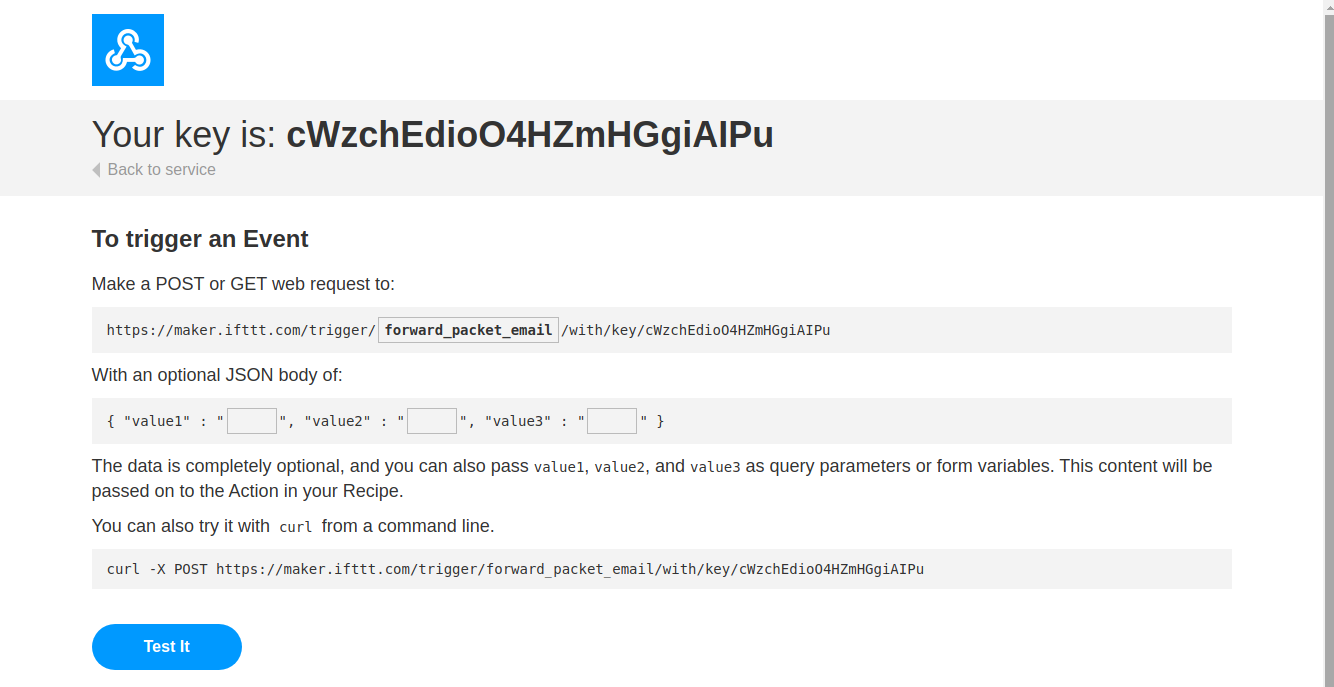 Your key is: cWzchEdioO4HZmHGgiAIPu
Back to service
To trigger an Event
Make a POST or GET web request to:
https://maker.ifttt.com/trigger/ forward_packet_email /with/key/cWzchEdioO4HZmHGgiAIPu
With an optional JSON body of:
{ "value1" : " ", "value2" : " ", "value3" : " " }
The data is completely optional, and you can also pass value1, value2, and value3 as query parameters or form variables. This content will be
passed on to the Action in your Recipe.
You can also try it with curl from a command line.
curl -X POST https://maker.ifttt.com/trigger/forward_packet_email/with/key/cWzchEdioO4HZmHGgiAIPu
Test It